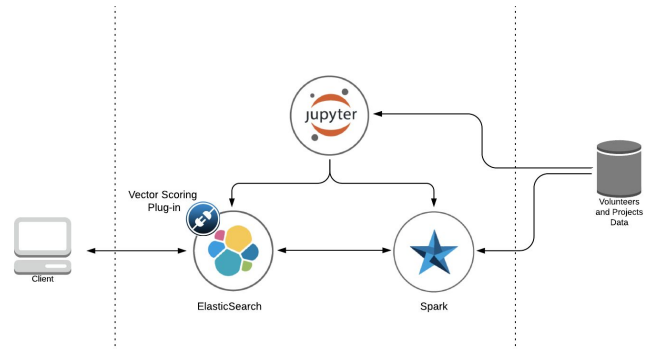 Jupyter
Vector Scoring
Plug-in
Volunteers
and Projects
Data
Client
ElasticSearch
Spark